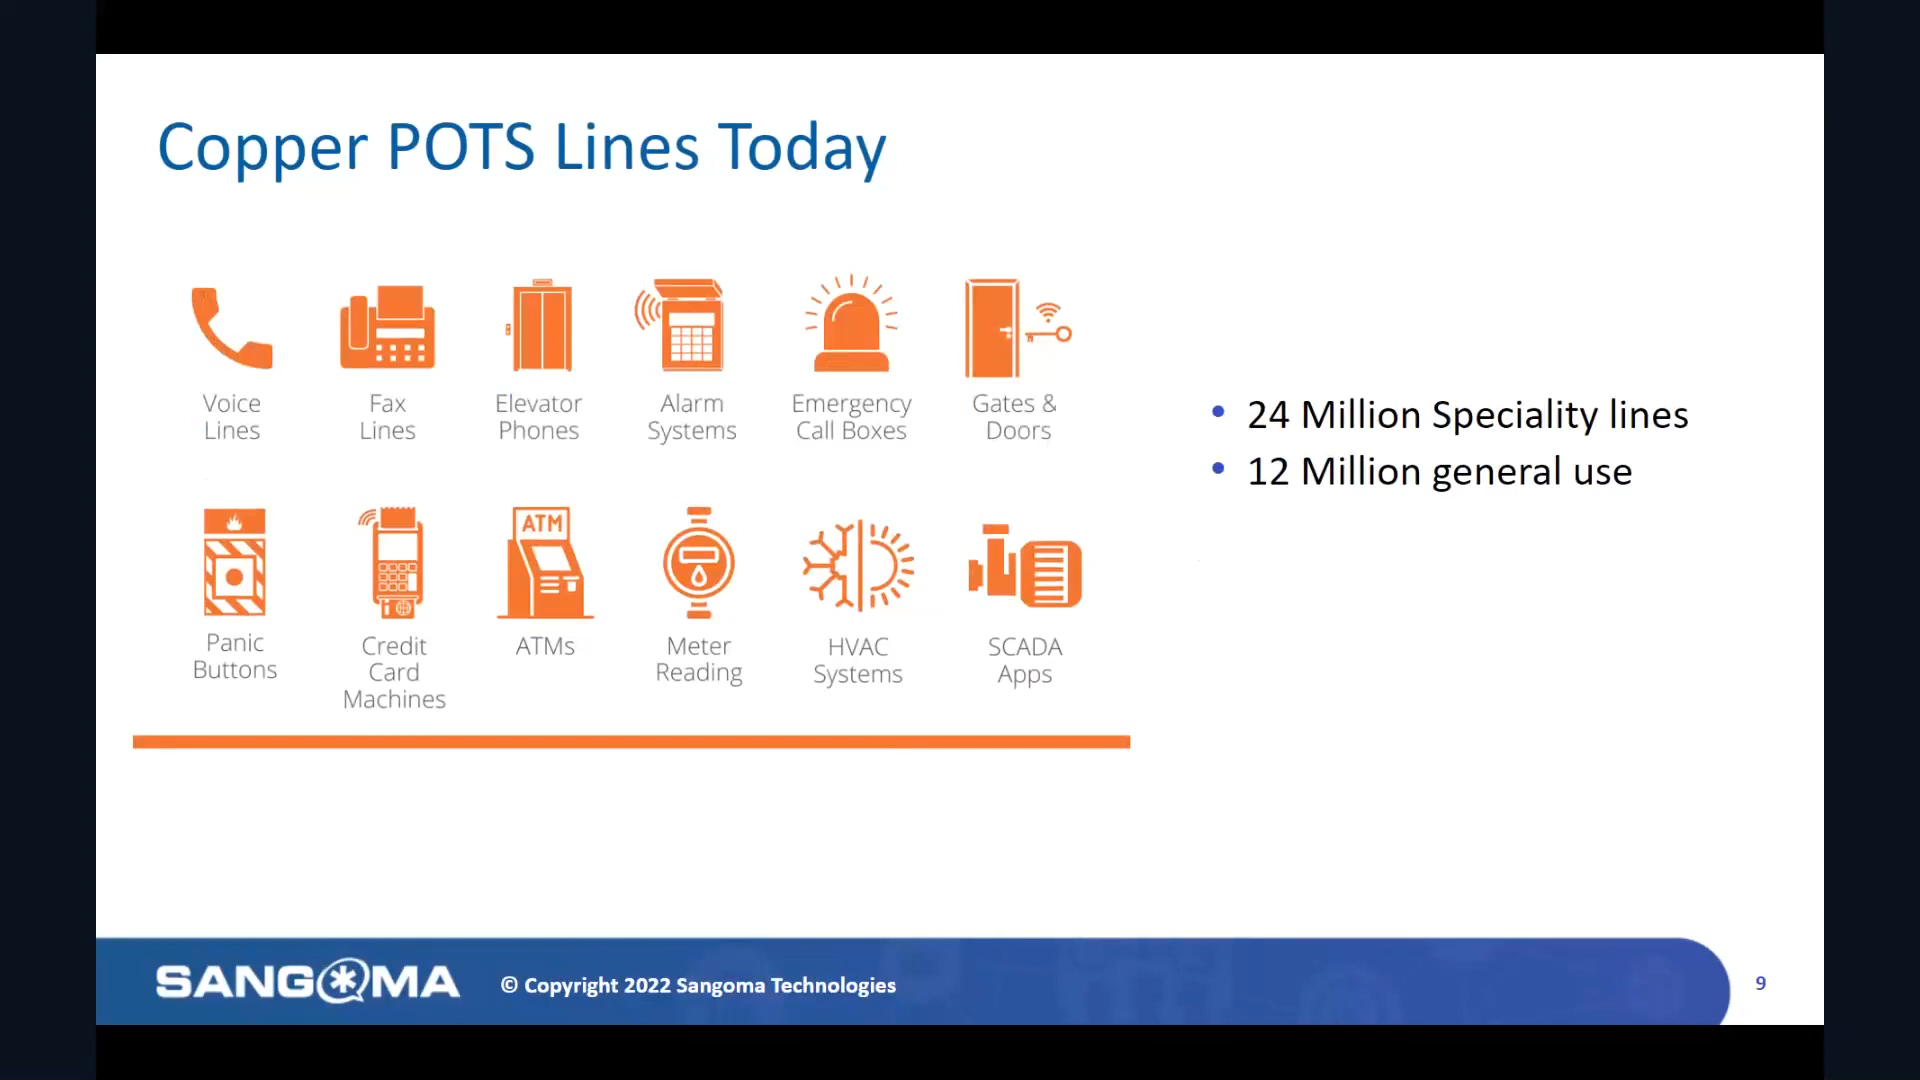 Copper POTS Lines Today
Voice
Lines
Fax
Lines
Elevator
Phones
Alarm
Systems
Emergency
Call Boxes
Gates &
Doors
ATM
Panic
Buttons
Credit
Card
Machines
ATMs
Meter
Reading
HVAC
Systems
SCADA
Apps
• 24 Million Speciality lines
• 12 Million general use
SANGOMA
© Copyright 2022 Sangoma Technologies
9